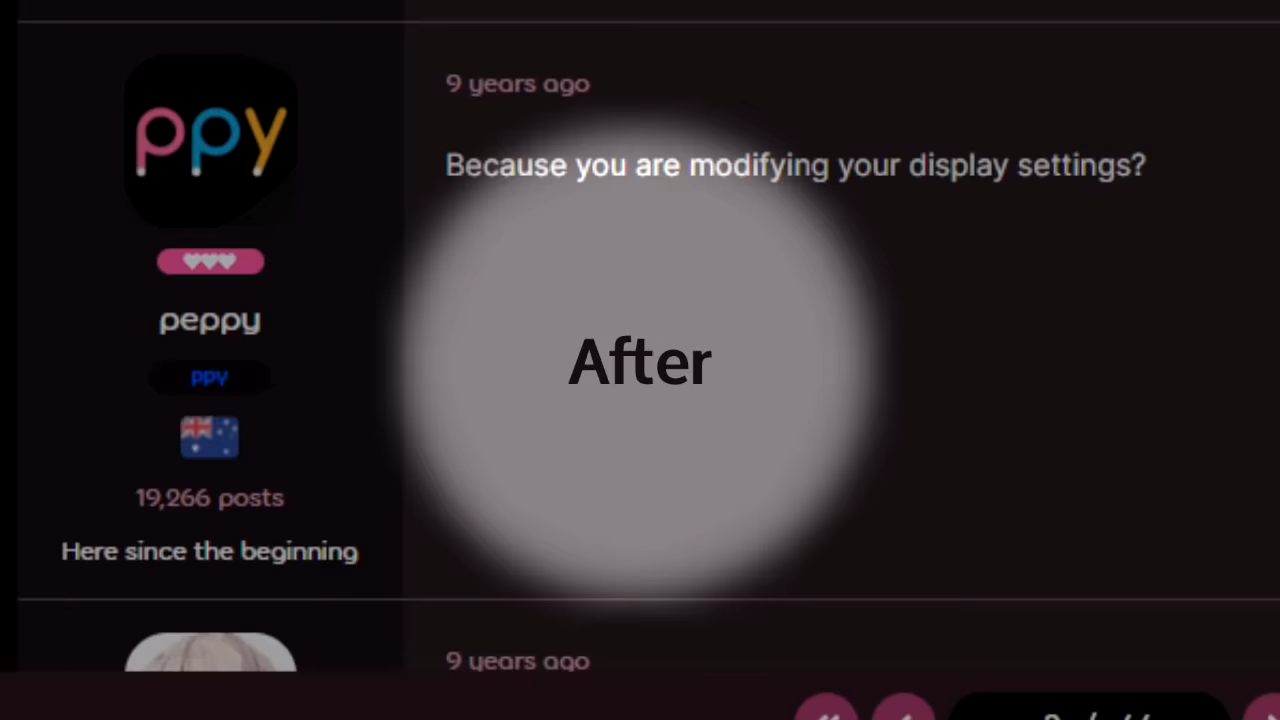 ppy
9 years ago
Because you are modifying your display settings?
peppy
PPY
After
19,266 posts
Here since the beginning
9 years ago